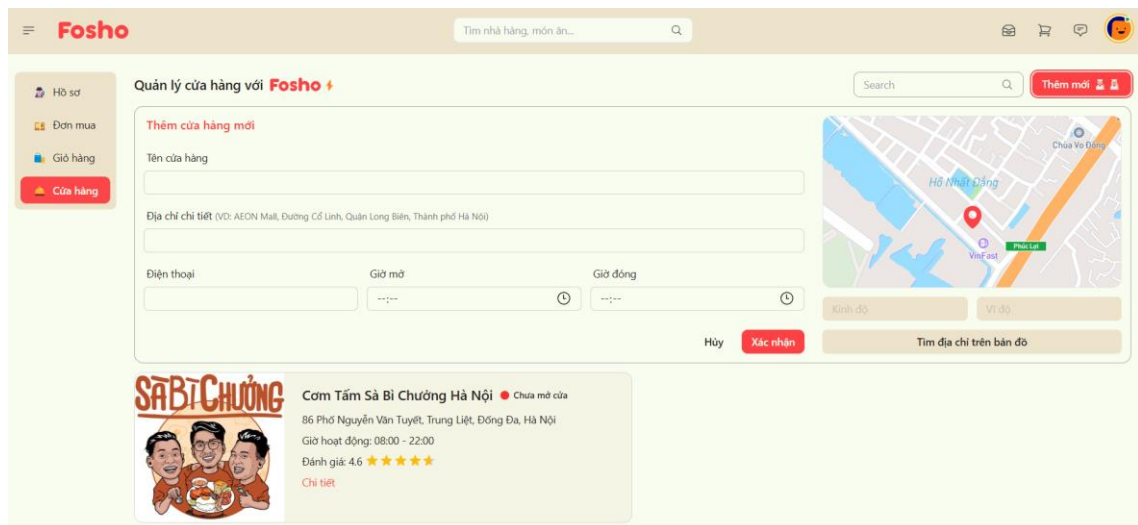 Fosho
Tìm nhà hàng, món ăn...
Hồ sơ
Đơn mua
Giỏ hàng
Cửa hàng
Quản lý cửa hàng với Fosho
Search
Thêm mới
Thêm cửa hàng mới
Tên cửa hàng
Địa chỉ chi tiết (VD: AEON Mall, Đường Cổ Linh, Quận Long Biên, Thành phố Hà Nội)
Điện thoại
Giờ mở
Giờ đóng
--:--
--:--
Hủy
Xác nhận
Chùa Vo Đông
Hồ Nhất Đẳng
Phúc Lợi
VinFast
Kinh độ
Vĩ độ
Tìm địa chỉ trên bản đồ
SÀBÌCHƯỞNG
Cơm Tấm Sà Bì Chưởng Hà Nội
Chưa mở cửa
86 Phố Nguyễn Văn Tuyết, Trung Liệt, Đống Đa, Hà Nội
Giờ hoạt động: 08:00 - 22:00
Đánh giá: 4.6
Chi tiết